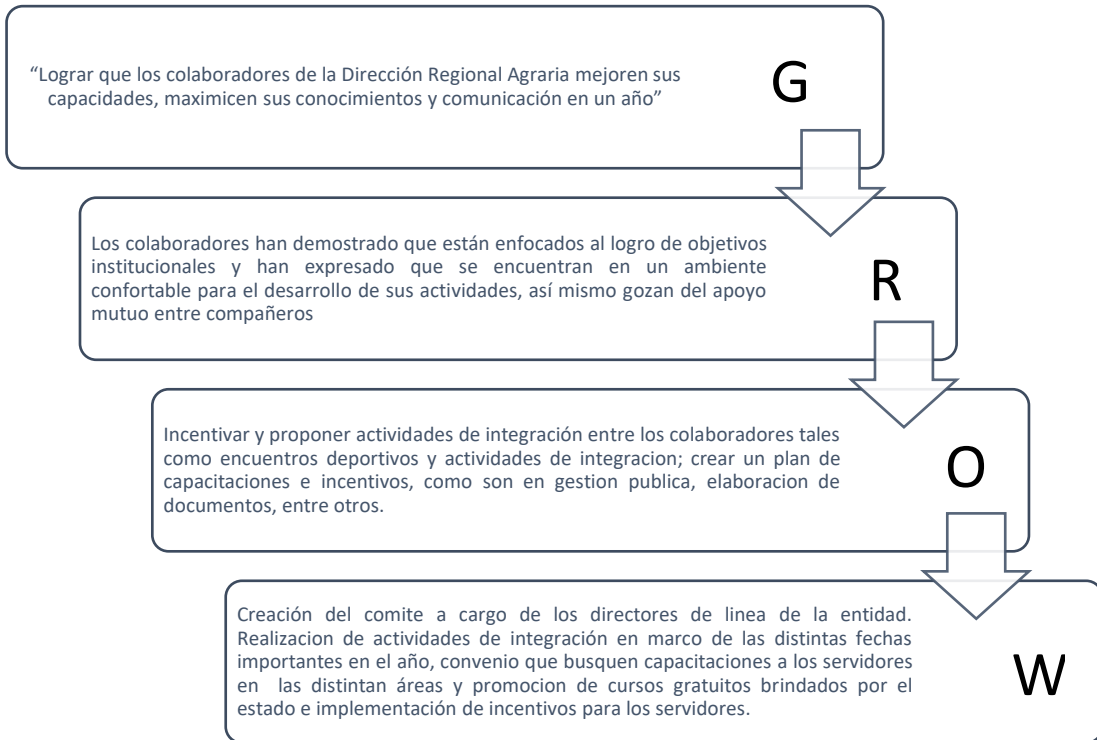 “Lograr que los colaboradores de la Dirección Regional Agraria mejoren sus
capacidades, maximicen sus conocimientos y comunicación en un año”
G
Los colaboradores han demostrado que están enfocados al logro de objetivos
institucionales y han expresado que se encuentran en un ambiente
confortable para el desarrollo de sus actividades, así mismo gozan del apoyo
mutuo entre compañeros
R
Incentivar y proponer actividades de integración entre los colaboradores tales
como encuentros deportivos y actividades de integracion; crear un plan de
capacitaciones e incentivos, como son en gestion publica, elaboracion de
documentos, entre otros.
O
Creación del comite a cargo de los directores de linea de la entidad.
Realizacion de actividades de integración en marco de las distintas fechas
importantes en el año, convenio que busquen capacitaciones a los servidores
en las distintan áreas y promocion de cursos gratuitos brindados por el
estado e implementación de incentivos para los servidores.
W